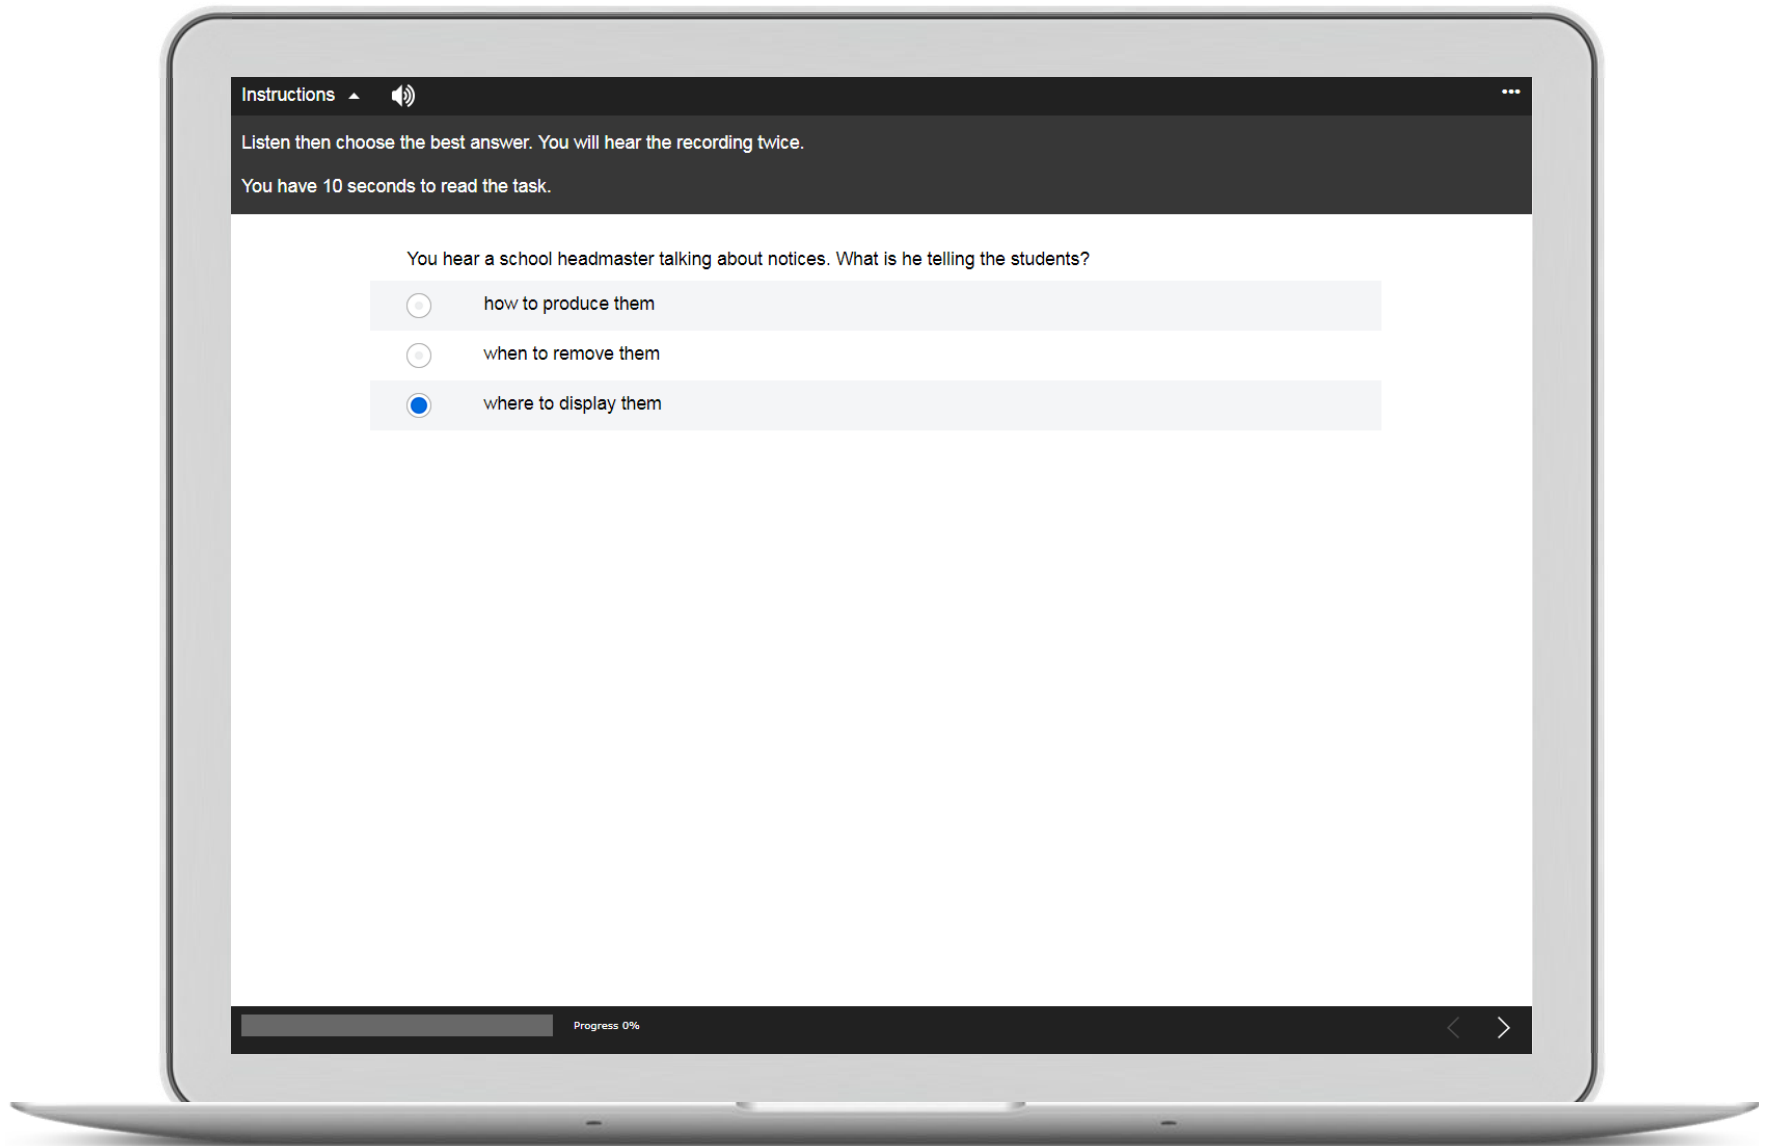 Instructions
Listen then choose the best answer. You will hear the recording twice.
You have 10 seconds to read the task.
You hear a school headmaster talking about notices. What is he telling the students?
how to produce them
when to remove them
where to display them
Progress 0%